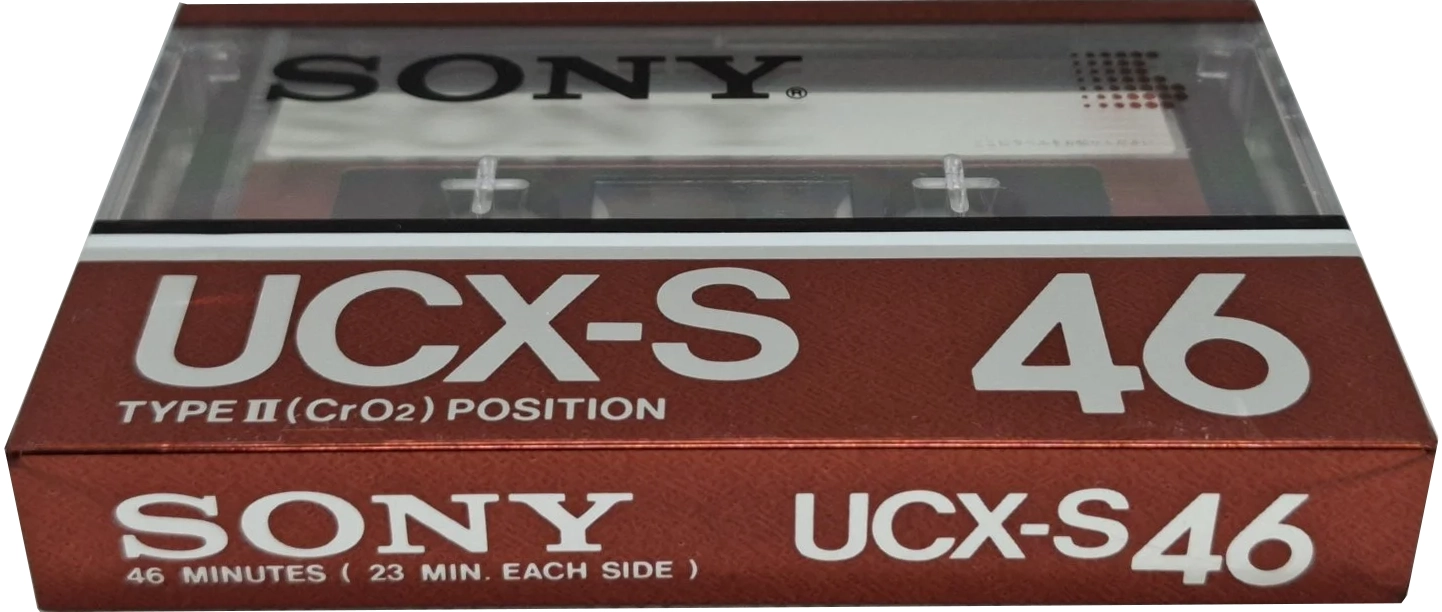 SONY®
UCX-S 46
TYPE II (CrO2) POSITION
SONY UCX-S 46
46 MINUTES ( 23 MIN. EACH SIDE )